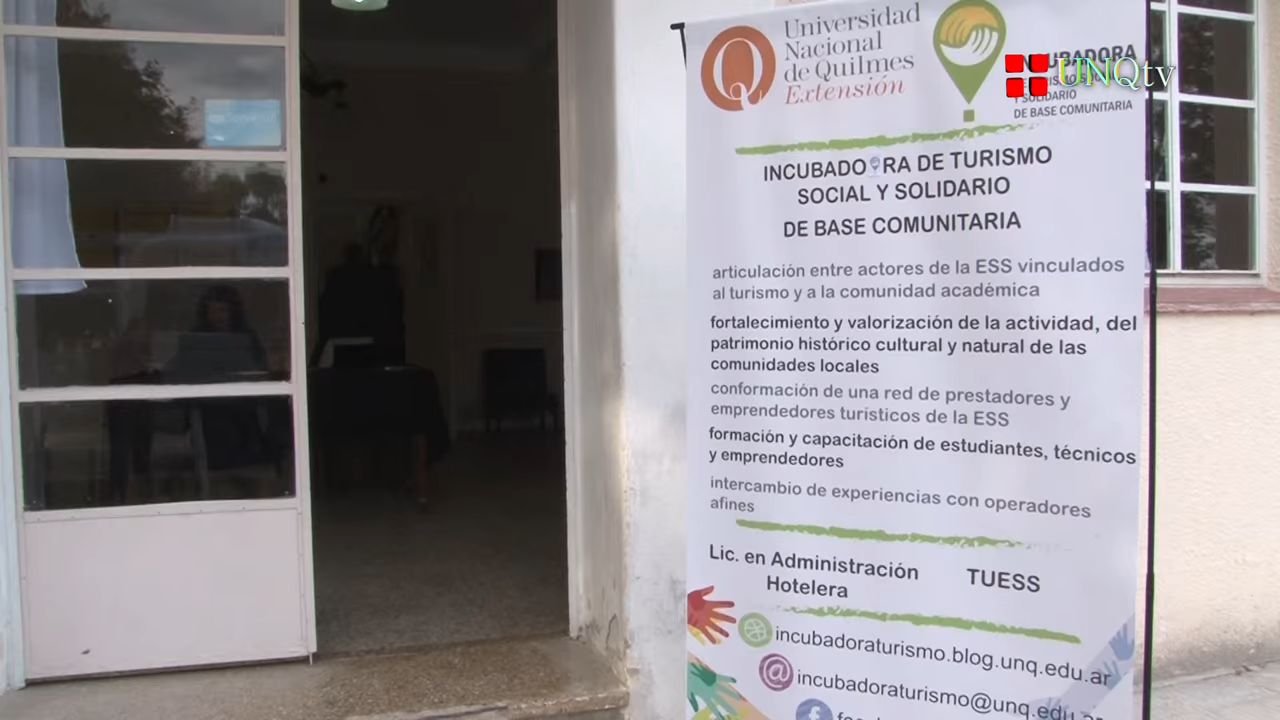 Universidad
Nacional
de Quilmes
Extensión
UNQtv
Y SOLIDARIO
DE BASE COMUNITARIA
INCUBADORA DE TURISMO
SOCIAL Y SOLIDARIO
DE BASE COMUNITARIA
articulación entre actores de la ESS vinculados
al turismo y a la comunidad académica
fortalecimiento y valorización de la actividad, del
patrimonio histórico cultural y natural de las
comunidades locales
conformación de una red de prestadores y
emprendedores turísticos de la ESS
formación y capacitación de estudiantes, técnicos
y emprendedores
intercambio de experiencias con operadores
afines
Lic. en Administración TUESS
Hotelera
incubadoraturismo.blog.unq.edu.ar
incubadoraturismo@unq.edu.ar